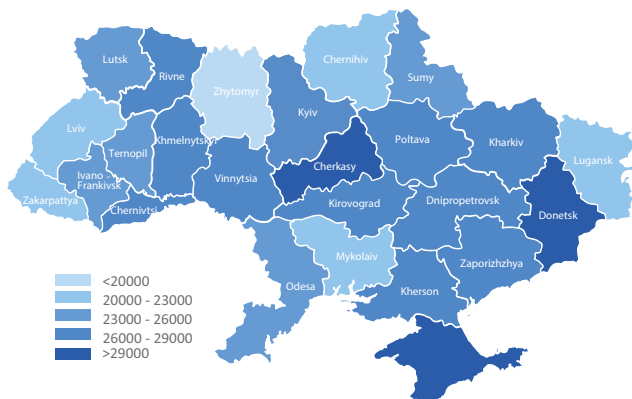 Lutsk
Rivne
Zhytomyr
Chernihiv
Sumy
Kyiv
Lviv
Ternopil
Khmelnytskyi
Poltava
Kharkiv
Lugansk
Ivano -
Frankivsk
Vinnytsia
Cherkasy
Zakarpattya
Chernivtsi
Kirovograd
Dnipropetrovsk
Donetsk
Mykolaiv
Odesa
Kherson
Zaporizhzhya
<20000
20000 - 23000
23000 - 26000
26000 - 29000
>29000